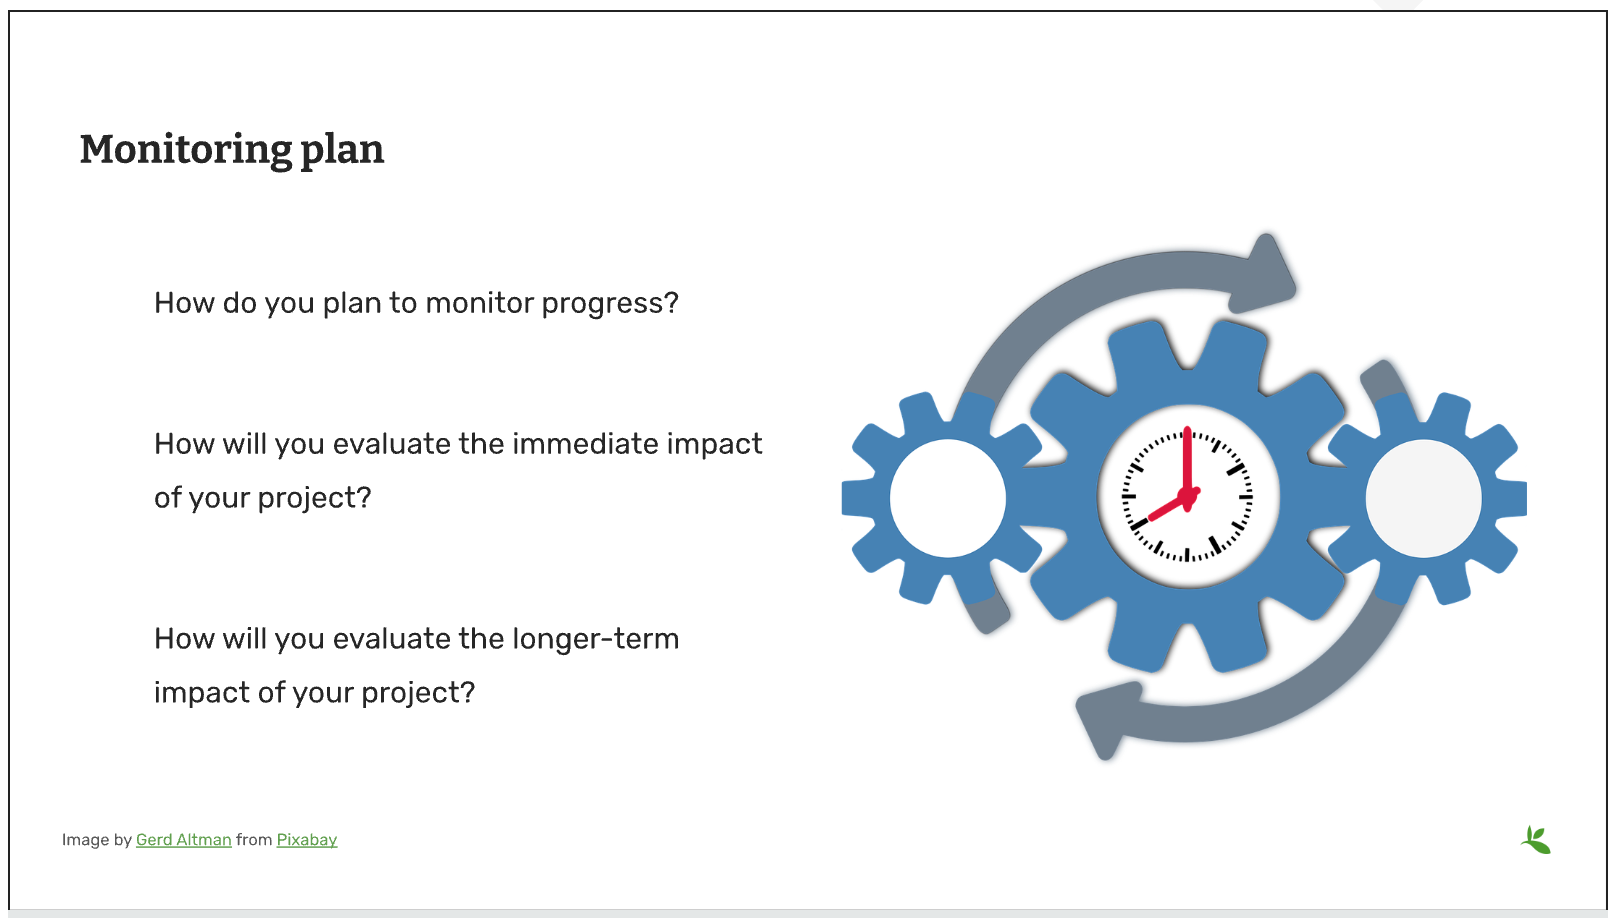 Monitoring plan
How do you plan to monitor progress?
How will you evaluate the immediate impact
of your project?
How will you evaluate the longer-term
impact of your project?
Image by Gerd Altman from Pixabay